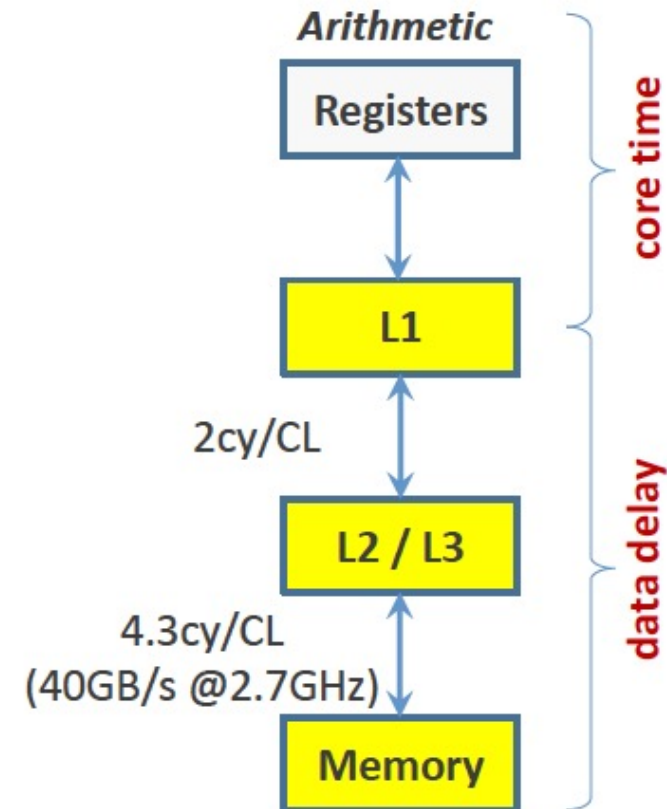 Arithmetic
Registers
core time
L1
2cy/CL
L2 / L3
data delay
4.3cy/CL
(40GB/s @2.7GHz)
Memory